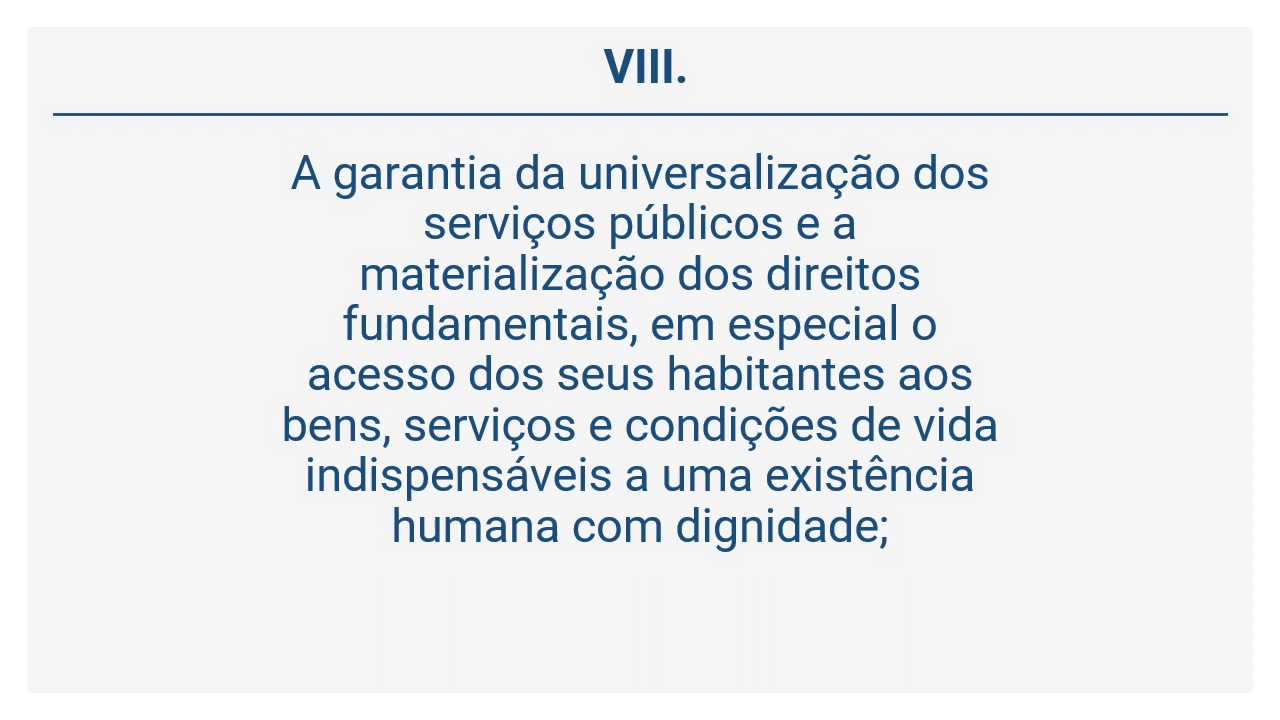 VIII.
A garantia da universalização dos
serviços públicos e a
materialização dos direitos
fundamentais, em especial o
acesso dos seus habitantes aos
bens, serviços e condições de vida
indispensáveis a uma existência
humana com dignidade;